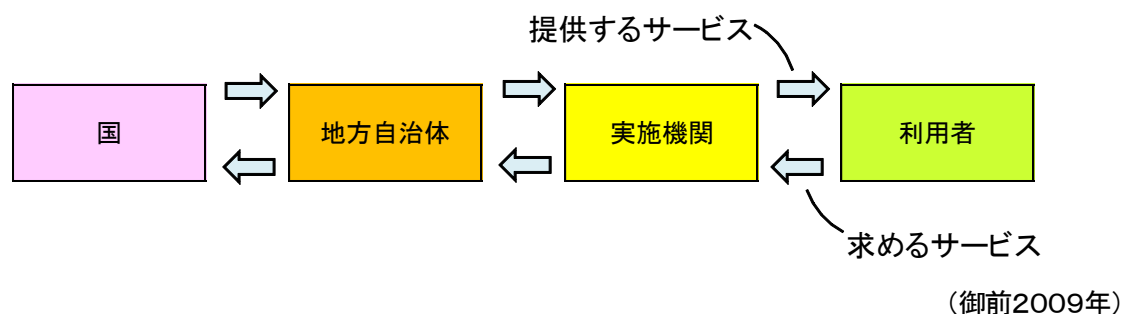 提供するサービス
国
地方自治体
実施機関
利用者
求めるサービス
(御前2009年)